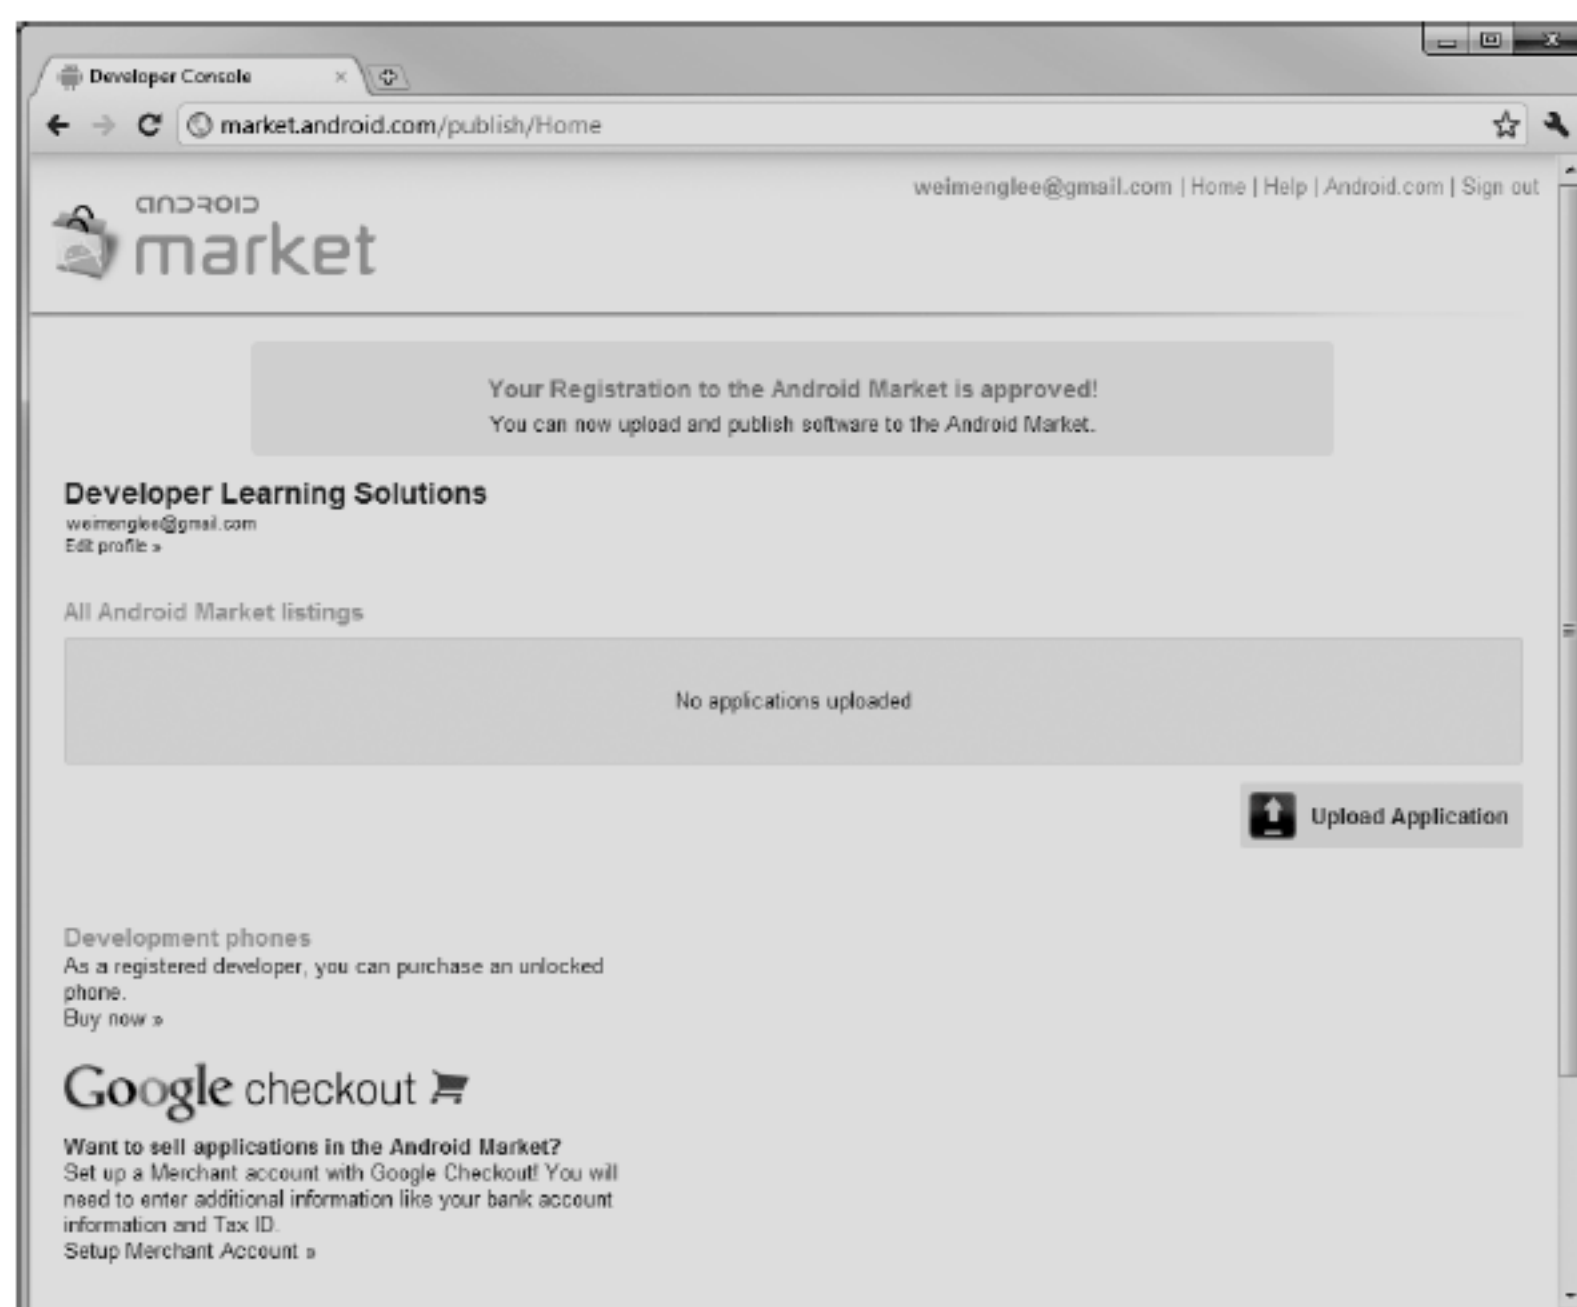 Developer Console
market.android.com/publish/Home
weimenglee@gmail.com | Home | Help | Android.com | Sign out
ANDROID
market
Your Registration to the Android Market is approved!
You can now upload and publish software to the Android Market.
Developer Learning Solutions
weimenglee@gmail.com
Edit profile »
All Android Market listings
No applications uploaded
Upload Application
Development phones
As a registered developer, you can purchase an unlocked
phone.
Buy now »
Google checkout
Want to sell applications in the Android Market?
Set up a Merchant account with Google Checkout! You will
need to enter additional information like your bank account
information and Tax ID.
Setup Merchant Account »